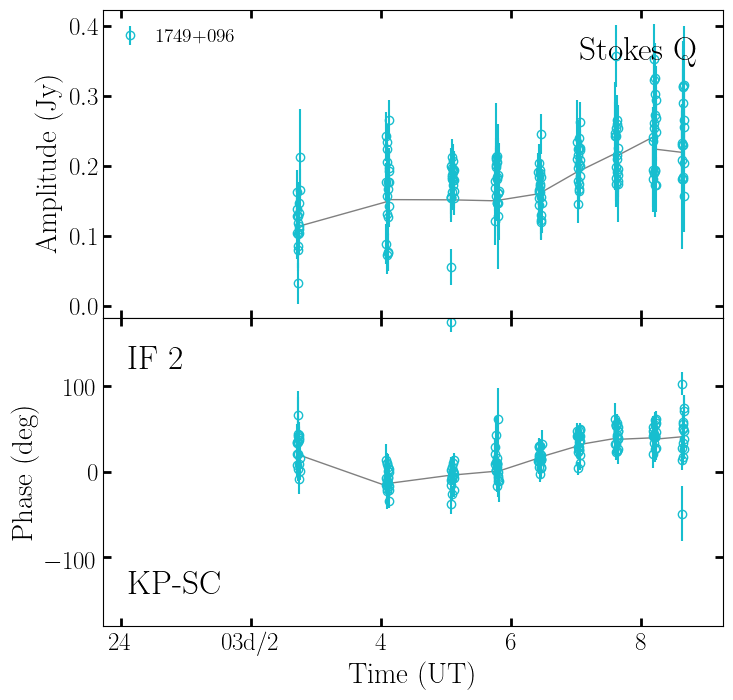 0.4
1749+096
Stokes Q
0.3
0.2
0.1
0.0
Amplitude (Jy)
IF 2
100
0
−100
Phase (deg)
KP-SC
24 03d/2 4 6 8
Time (UT)